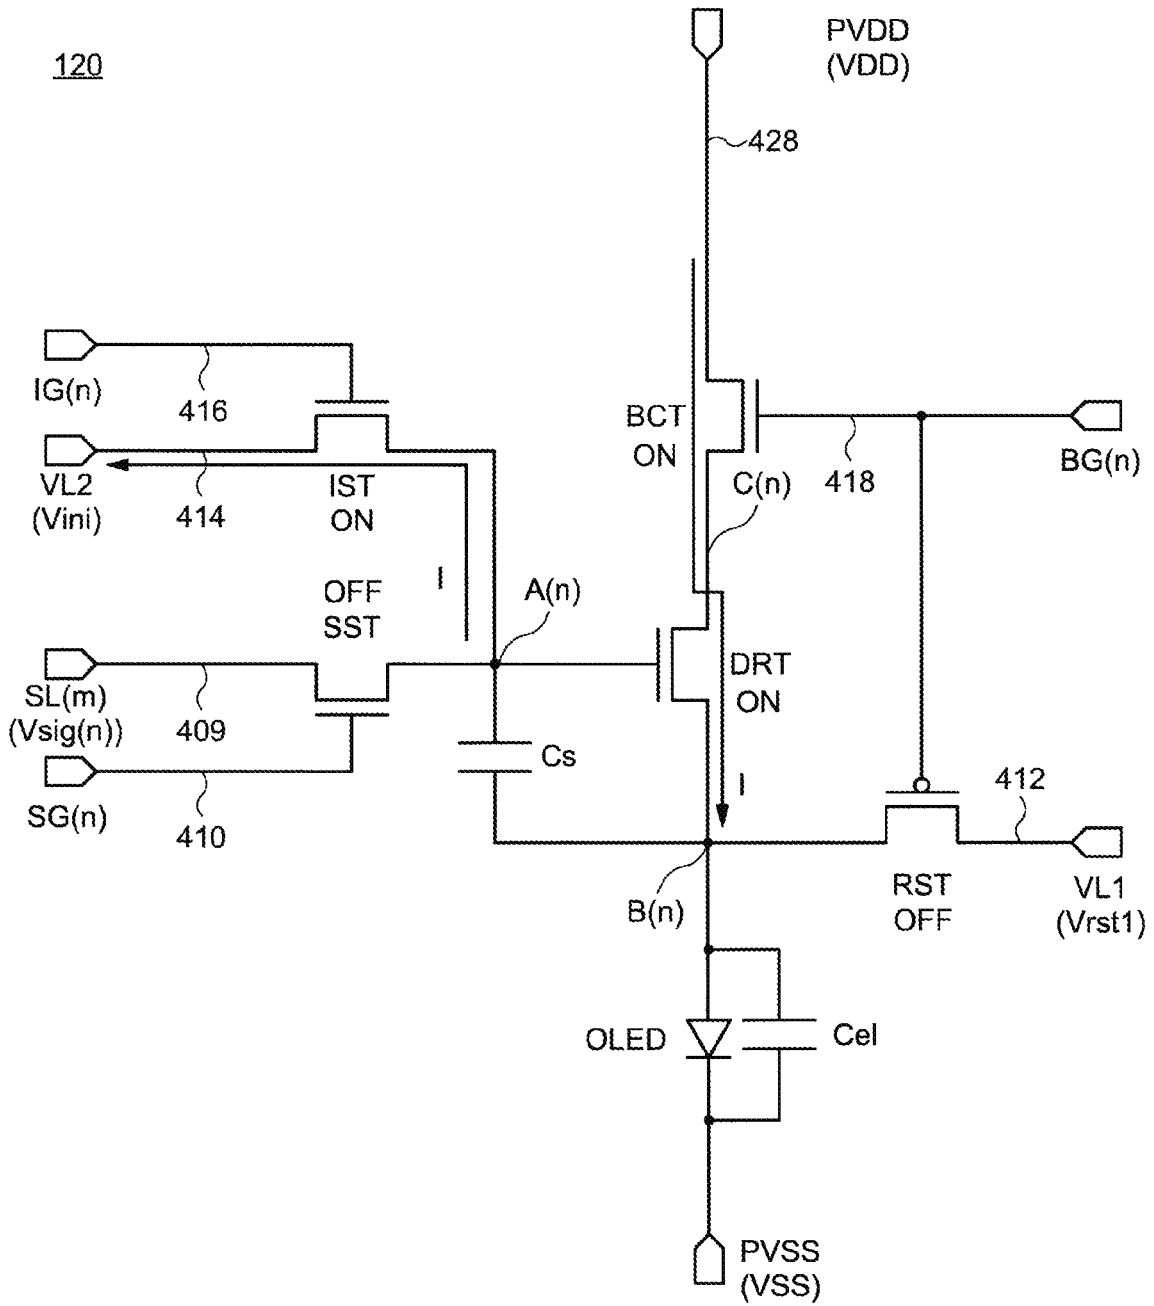 120
PVDD
(VDD)
428
IG(n)
416
VL2
(Vini)
414
IST
ON
BCT
ON
C(n)
418
BG(n)
I
OFF
SST
A(n)
SL(m)
(Vsig(n))
409
DRT
ON
Cs
SG(n)
410
I
412
B(n)
RST
OFF
VL1
(Vrst1)
OLED
Cel
PVSS
(VSS)